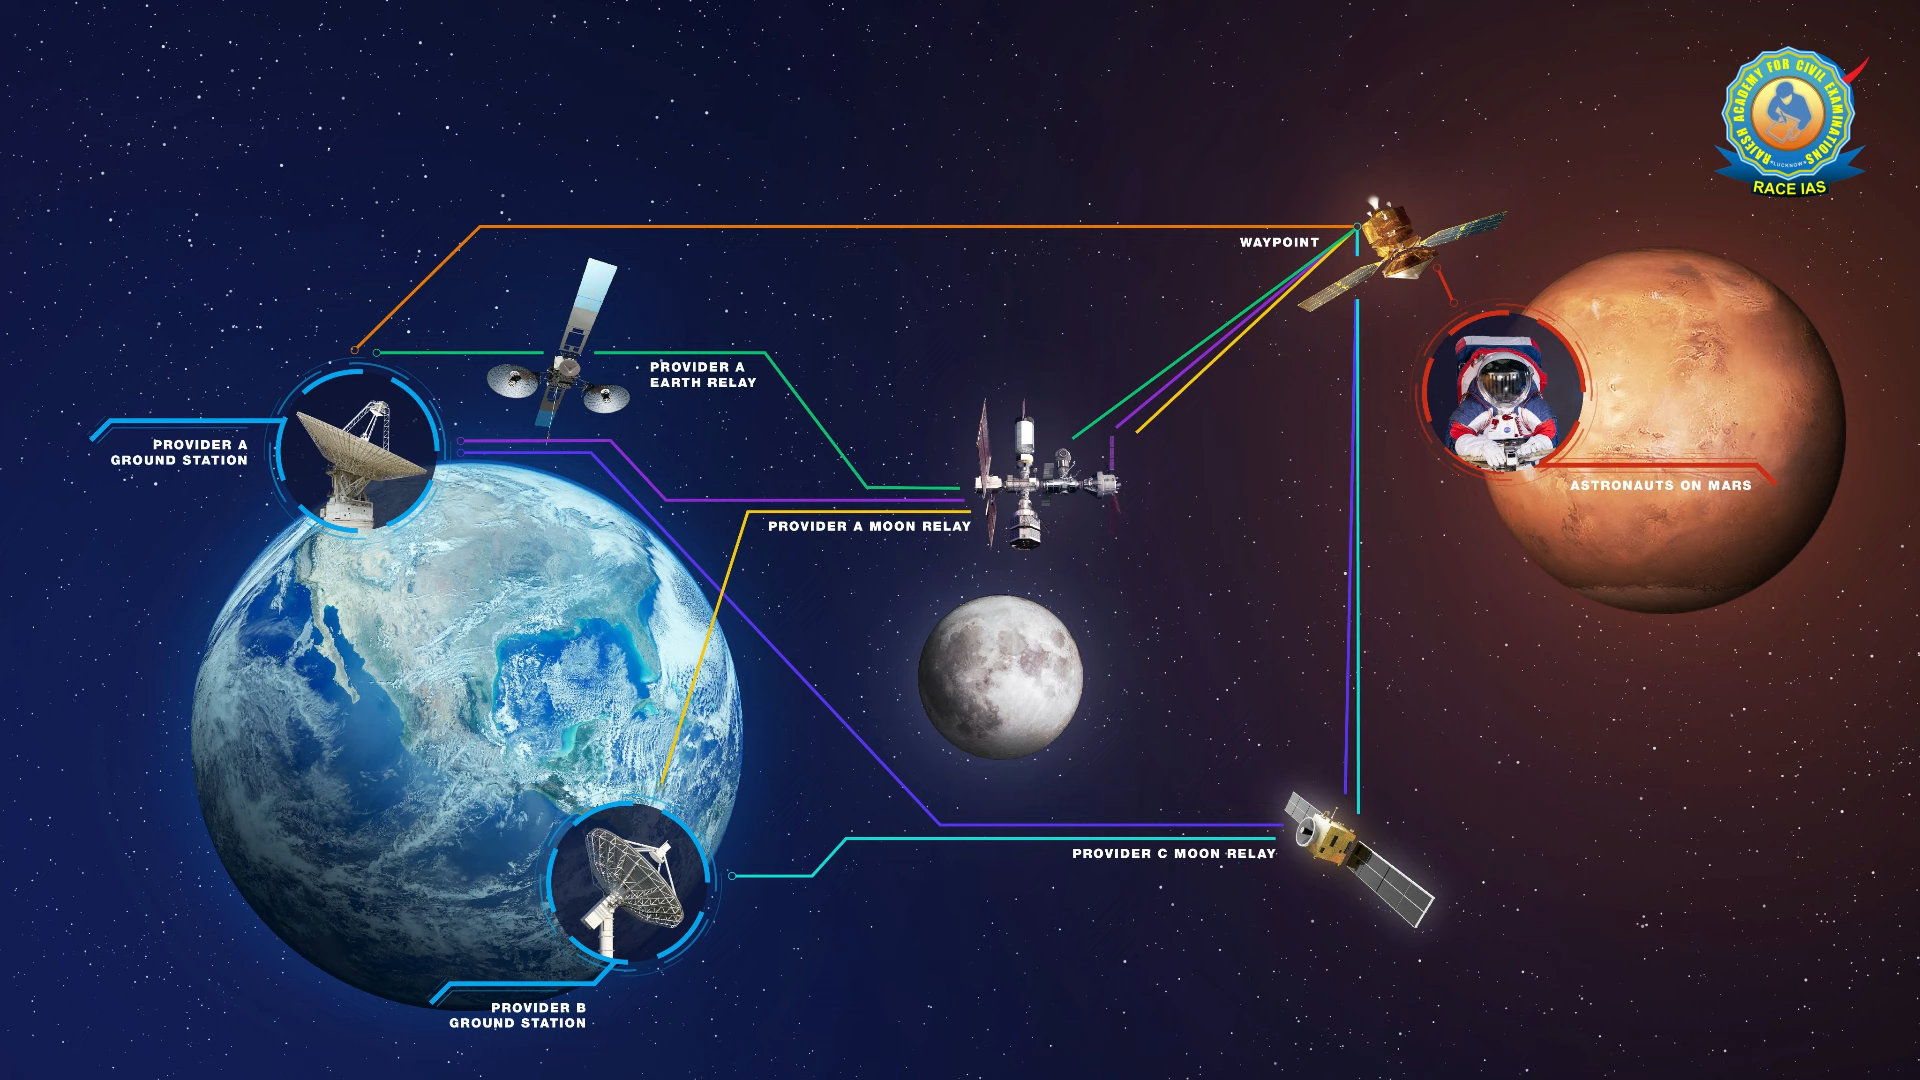 RAJESH ACADEMY FOR CIVIL EXAMINATIONS
LUCKNOW
RACE IAS
WAYPOINT
PROVIDER A
EARTH RELAY
PROVIDER A
GROUND STATION
ASTRONAUTS ON MARS
PROVIDER A MOON RELAY
PROVIDER C MOON RELAY
PROVIDER B
GROUND STATION